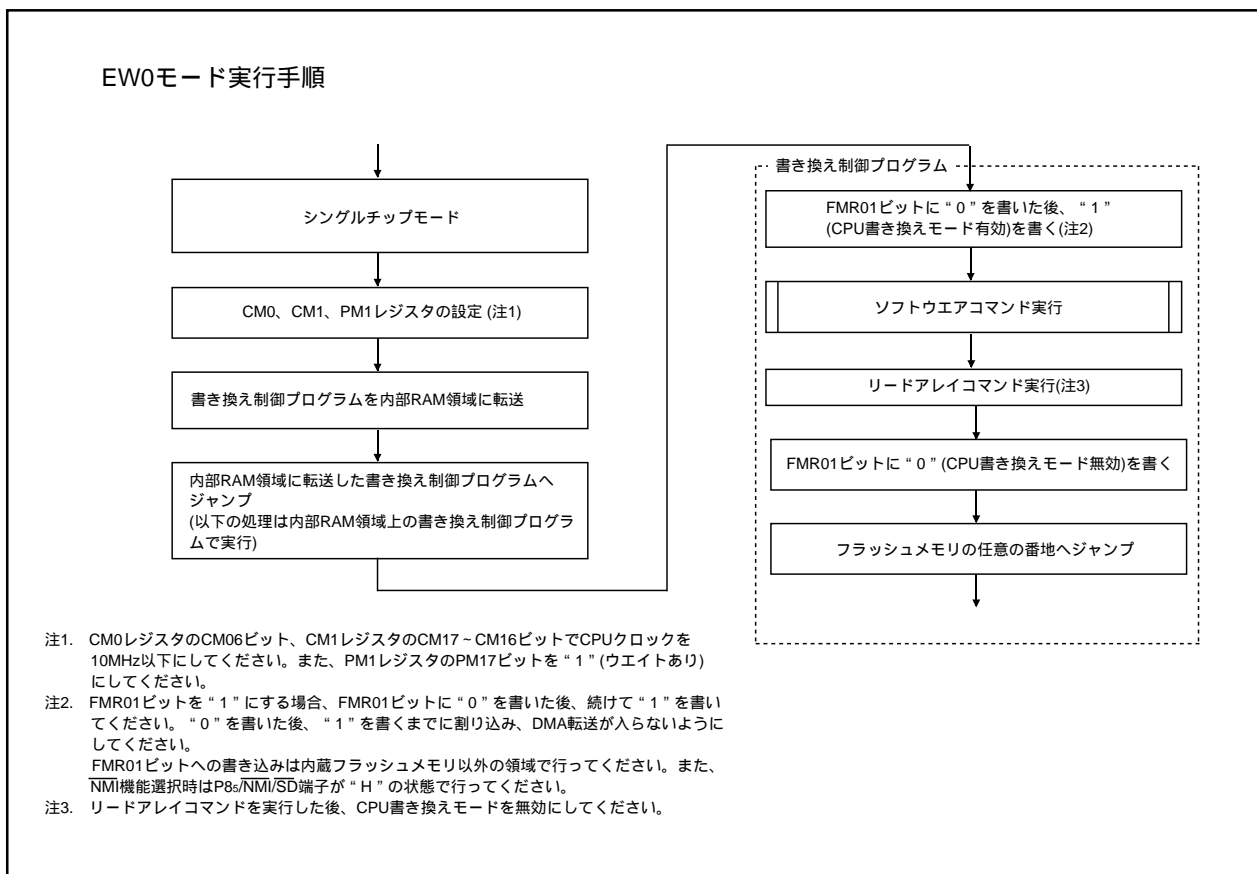 EW0モード実行手順
シングルチップモード
CM0、CM1、PM1レジスタの設定 (注1)
書き換え制御プログラムを内部RAM領域に転送
内部RAM領域に転送した書き換え制御プログラムへ
ジャンプ
(以下の処理は内部RAM領域上の書き換え制御プログラ
ムで実行)
書き換え制御プログラム
FMR01ビットに“0”を書いた後、“1”
(CPU書き換えモード有効)を書く(注2)
ソフトウエアコマンド実行
リードアレイコマンド実行(注3)
FMR01ビットに“0” (CPU書き換えモード無効)を書く
フラッシュメモリの任意の番地へジャンプ
注1. CM0レジスタのCM06ビット、CM1レジスタのCM17~CM16ビットでCPUクロックを
10MHz以下にしてください。また、PM1レジスタのPM17ビットを“1”(ウエイトあり)
にしてください。
注2. FMR01ビットを“1”にする場合、FMR01ビットに“0”を書いた後、続けて“1”を書い
てください。“0”を書いた後、“1”を書くまでに割り込み、DMA転送が入らないように
してください。
FMR01ビットへの書き込みは内蔵フラッシュメモリ以外の領域で行ってください。また、
NMI機能選択時はP85/NMI/SD端子が“H”の状態で行ってください。
注3. リードアレイコマンドを実行した後、CPU書き換えモードを無効にしてください。